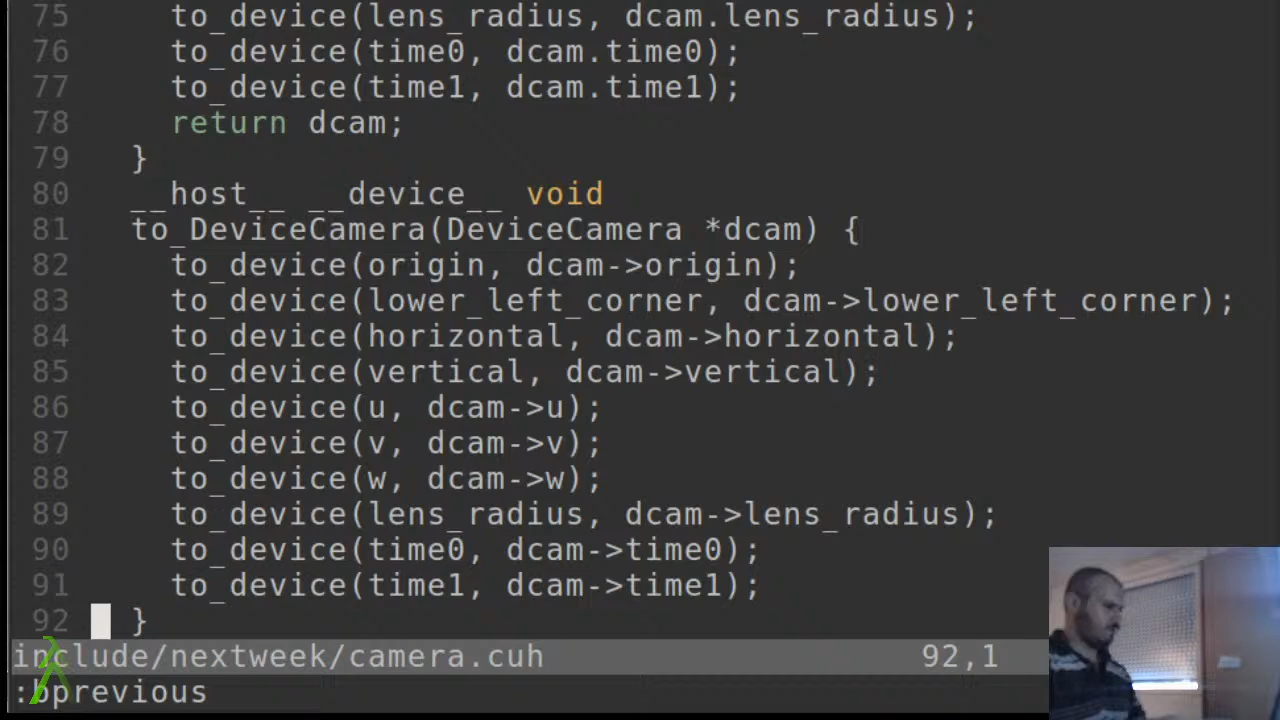 75 to_device(lens_radius, dcam.lens_radius);
76 to_device(time0, dcam.time0);
77 to_device(time1, dcam.time1);
78 return dcam;
79 }
80 __host__ __device__ void
81 to_DeviceCamera(DeviceCamera *dcam) {
82 to_device(origin, dcam->origin);
83 to_device(lower_left_corner, dcam->lower_left_corner);
84 to_device(horizontal, dcam->horizontal);
85 to_device(vertical, dcam->vertical);
86 to_device(u, dcam->u);
87 to_device(v, dcam->v);
88 to_device(w, dcam->w);
89 to_device(lens_radius, dcam->lens_radius);
90 to_device(time0, dcam->time0);
91 to_device(time1, dcam->time1);
92 }
include/nextweek/camera.cuh 92,1
:bprevious